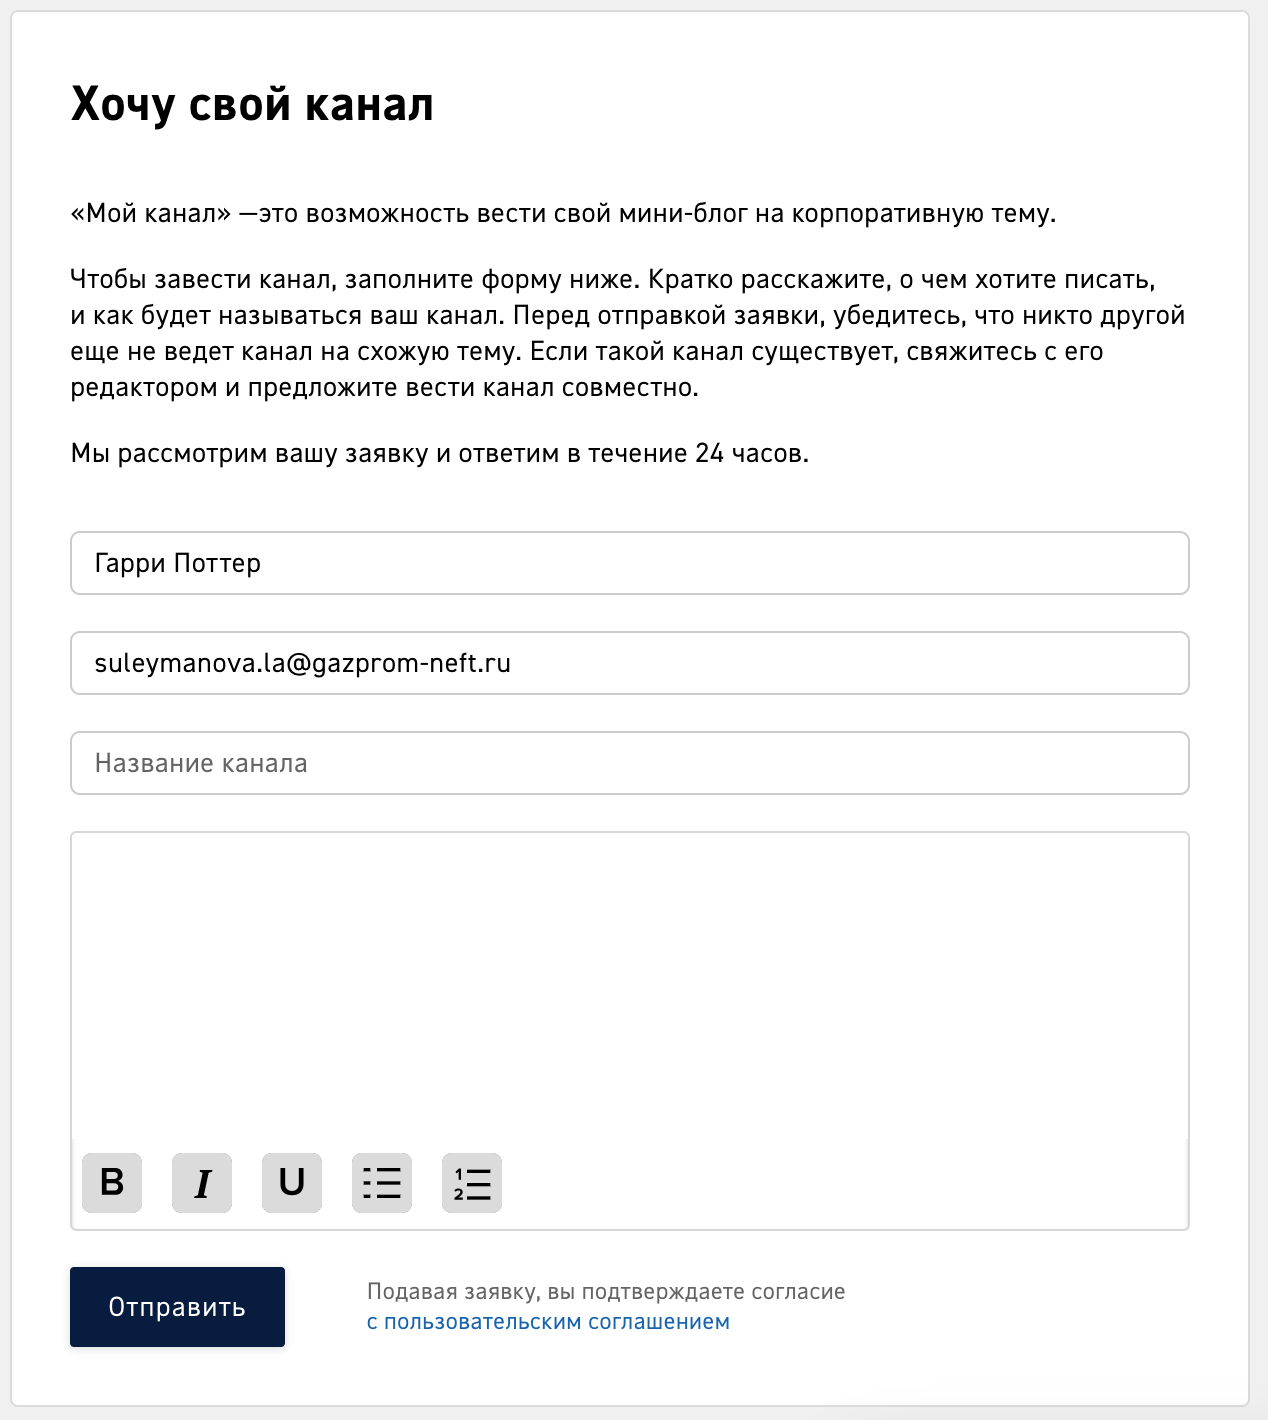 Хочу свой канал
«Мой канал» —это возможность вести свой мини-блог на корпоративную тему.
Чтобы завести канал, заполните форму ниже. Кратко расскажите, о чем хотите писать,
и как будет называться ваш канал. Перед отправкой заявки, убедитесь, что никто другой
еще не ведет канал на схожую тему. Если такой канал существует, свяжитесь с его
редактором и предложите вести канал совместно.
Мы рассмотрим вашу заявку и ответим в течение 24 часов.
Гарри Поттер
suleymanova.la@gazprom-neft.ru
Название канала
B I U 1 2
Отправить
Подавая заявку, вы подтверждаете согласие
с пользовательским соглашением